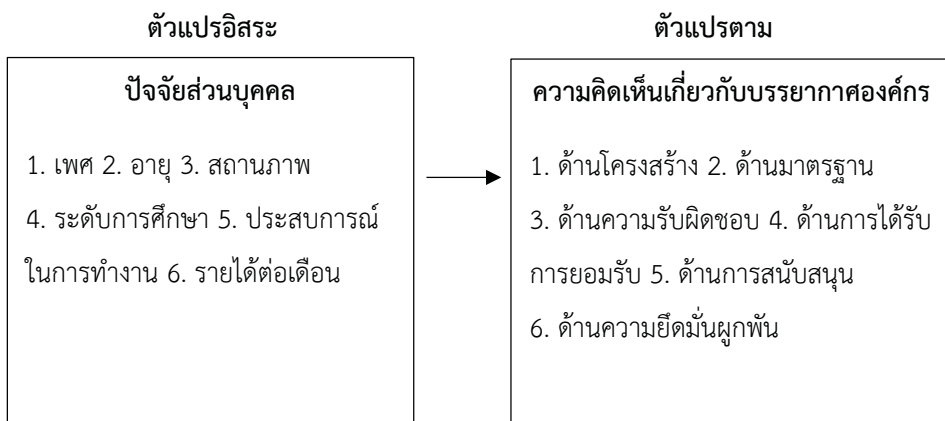 ตัวแปรอิสระ
ปัจจัยส่วนบุคคล
1. เพศ 2. อายุ 3. สถานภาพ
4. ระดับการศึกษา 5. ประสบการณ์
ในการทำงาน 6. รายได้ต่อเดือน
ตัวแปรตาม
ความคิดเห็นเกี่ยวกับบรรยากาศองค์กร
1. ด้านโครงสร้าง 2. ด้านมาตรฐาน
3. ด้านความรับผิดชอบ 4. ด้านการได้รับ
การยอมรับ 5. ด้านการสนับสนุน
6. ด้านความยึดมั่นผูกพัน